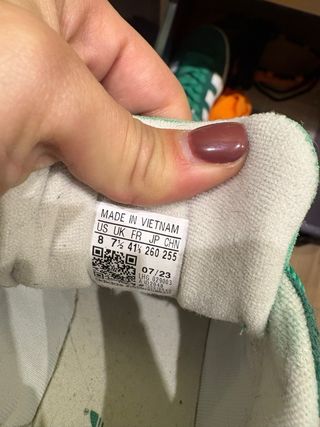 MADE IN VIETNAM
US UK FR JP CHN
8 7½ 41⅓ 260 255
07/23